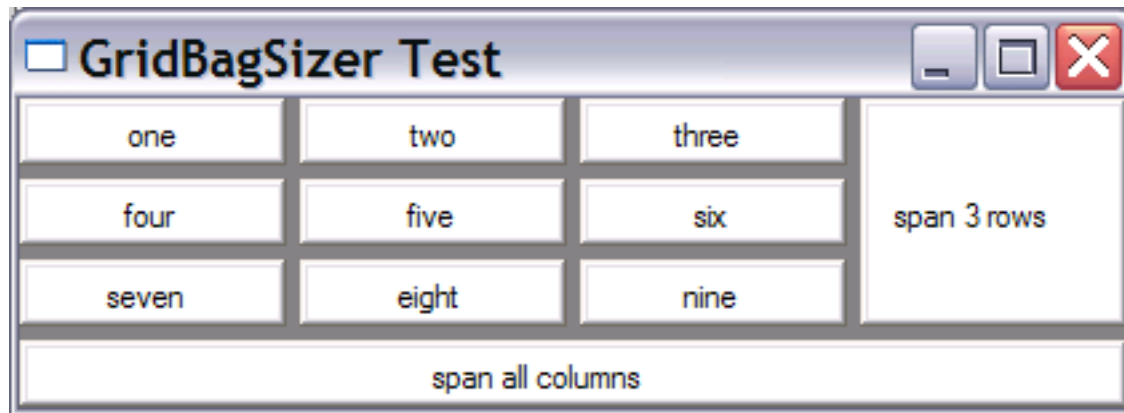 GridBagSizer Test
one two three
four five six span 3 rows
seven eight nine
span all columns